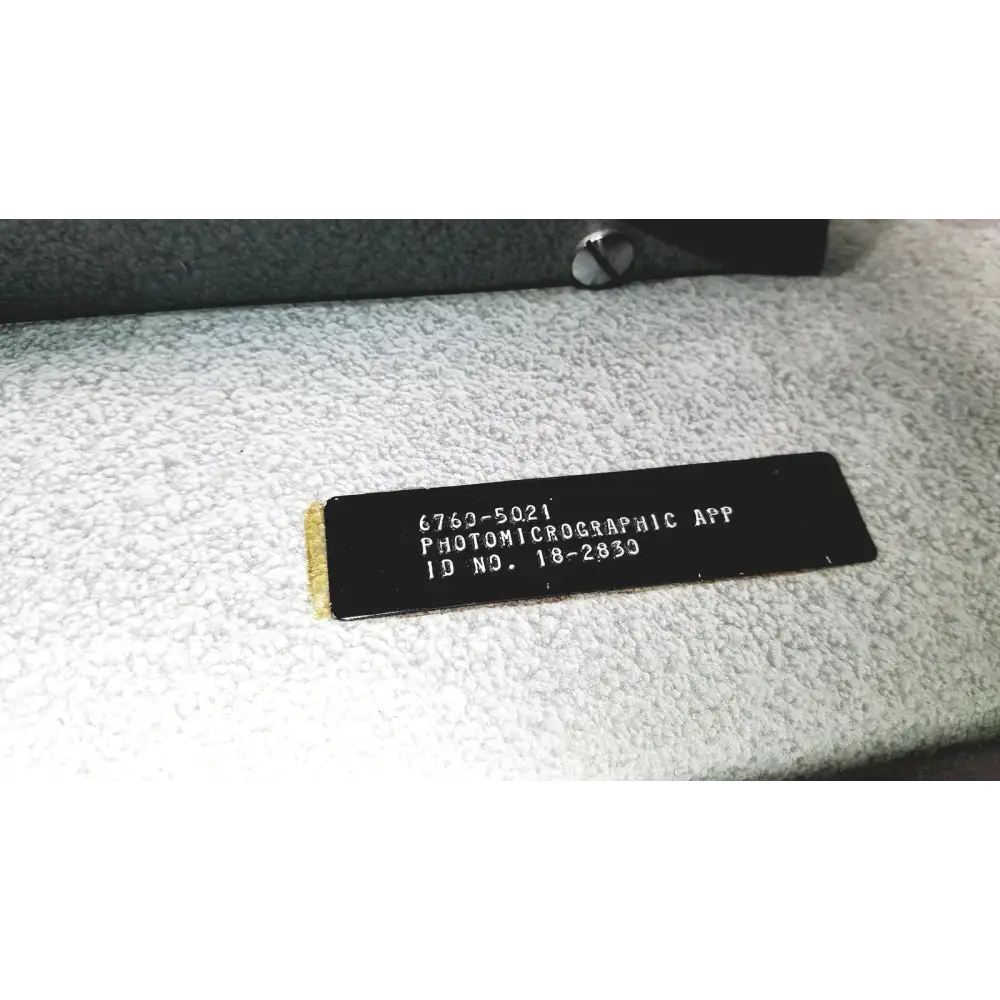 6760-5021
PHOTOMICROGRAPHIC APP
ID NO. 18-2830